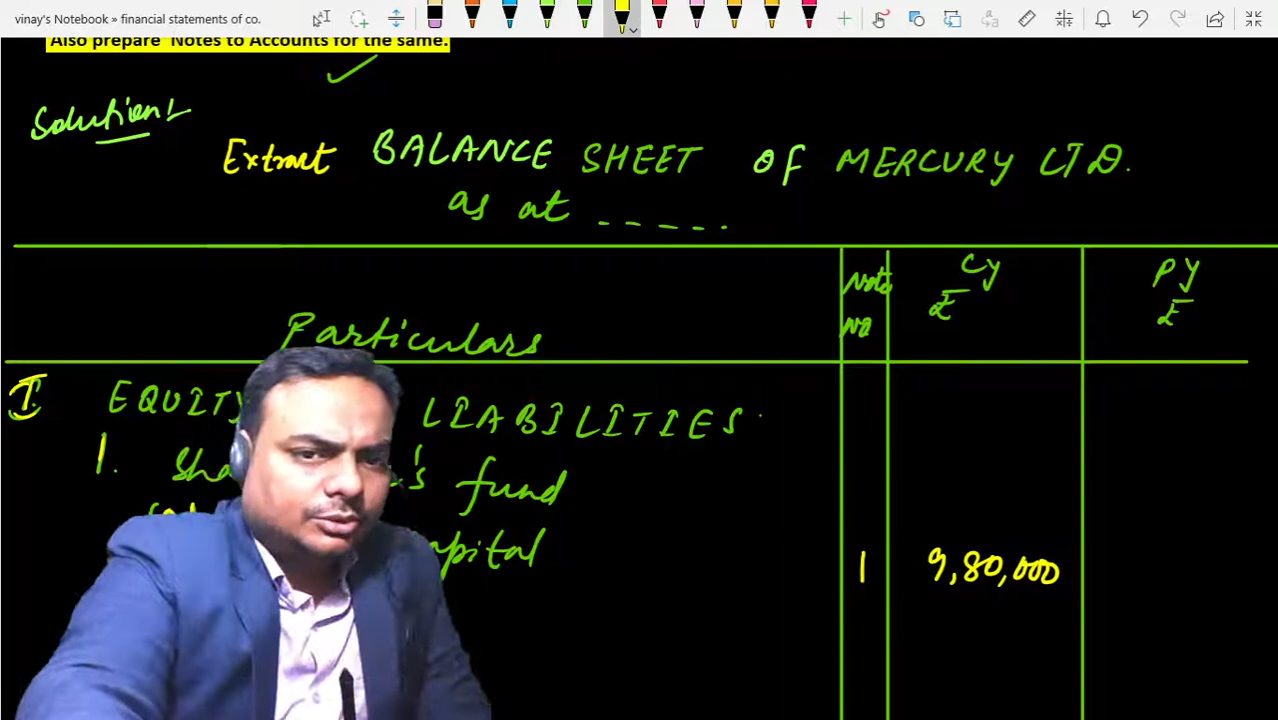 vinay's Notebook » financial statements of co.
Also prepare Notes to Accounts for the same.
Solution:
Extract BALANCE SHEET OF MERCURY LTD.
as at -----
Particulars Note No CY ₹ PY ₹
I EQUITY LIABILITIES
1. fund
1 9,80,000